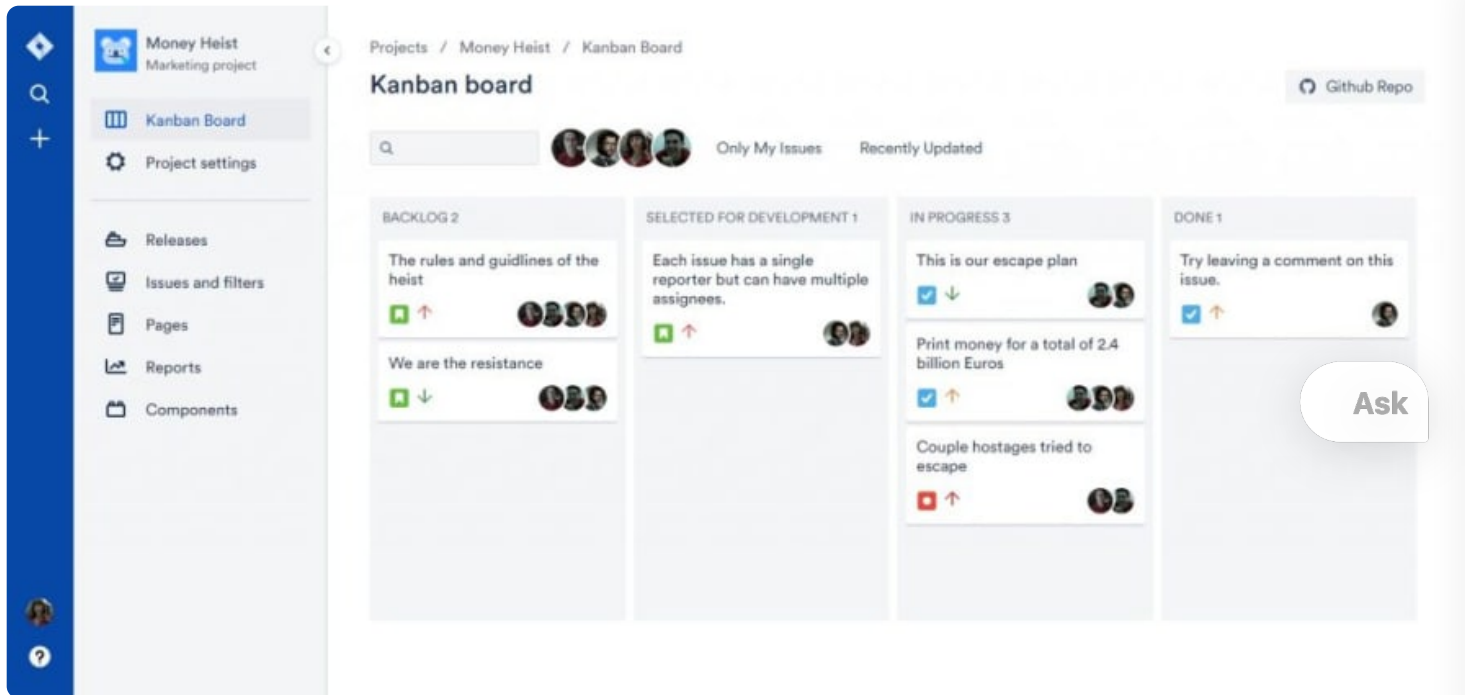 Money Heist
Marketing project
Kanban Board
Project settings
Releases
Issues and filters
Pages
Reports
Components
Projects / Money Heist / Kanban Board
Kanban board
Github Repo
Only My Issues
Recently Updated
BACKLOG 2
The rules and guidlines of the
heist
We are the resistance
SELECTED FOR DEVELOPMENT 1
Each issue has a single
reporter but can have multiple
assignees.
IN PROGRESS 3
This is our escape plan
Print money for a total of 2.4
billion Euros
Couple hostages tried to
escape
DONE 1
Try leaving a comment on this
issue.
Ask
?